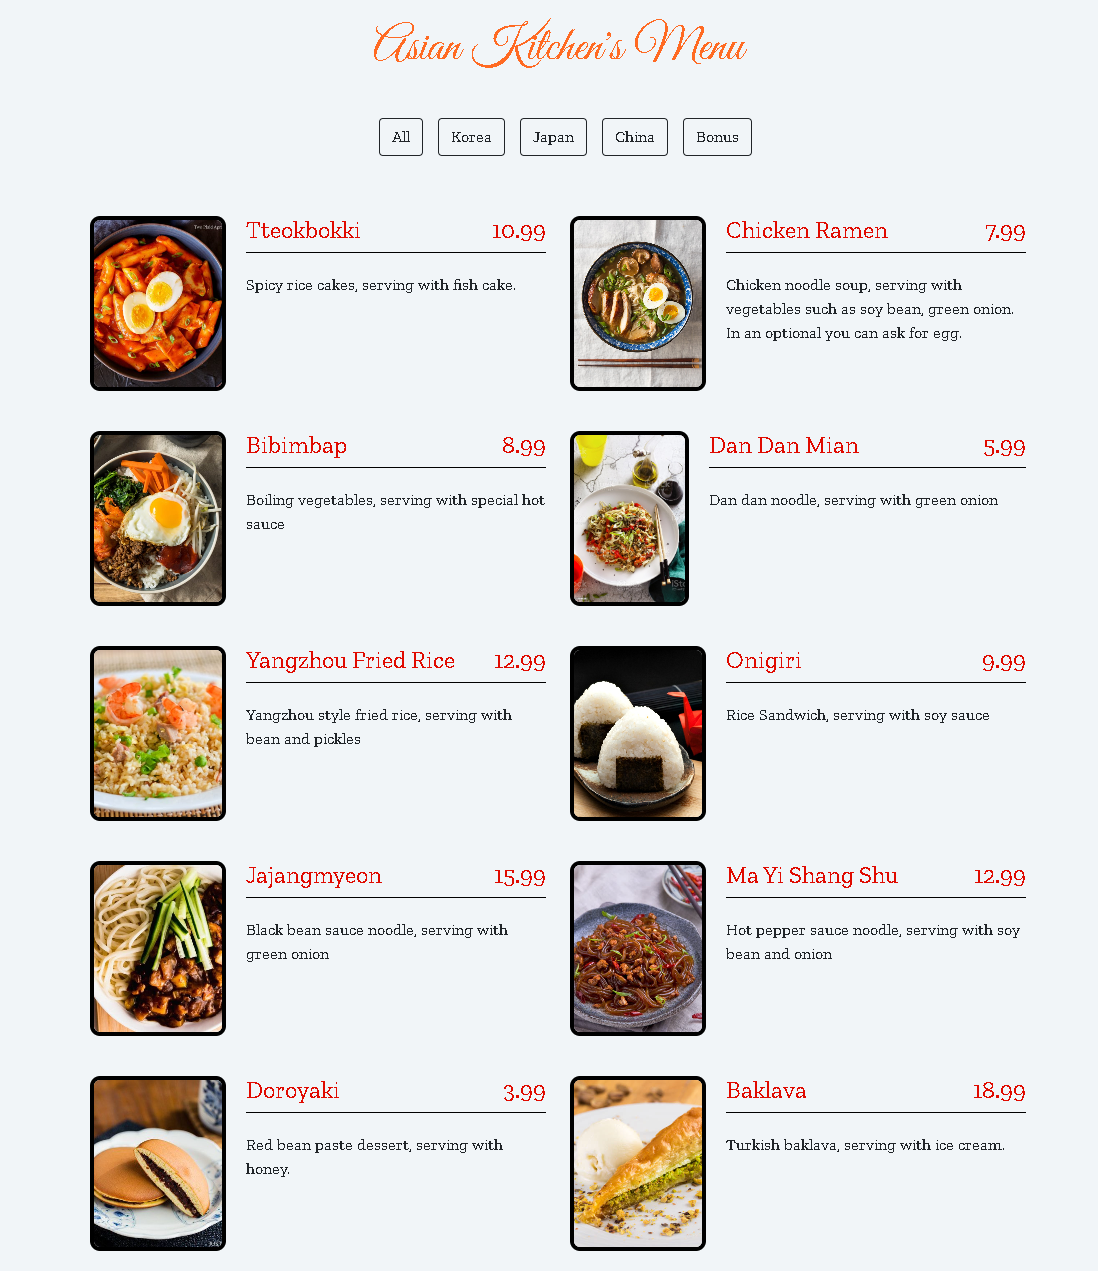 Asian Kitchen's Menu
All Korea Japan China Bonus
Tteokbokki 10.99
Spicy rice cakes, serving with fish cake.
Chicken Ramen 7.99
Chicken noodle soup, serving with
vegetables such as soy bean, green onion.
In an optional you can ask for egg.
Bibimbap 8.99
Boiling vegetables, serving with special hot
sauce
Dan Dan Mian 5.99
Dan dan noodle, serving with green onion
Yangzhou Fried Rice 12.99
Yangzhou style fried rice, serving with
bean and pickles
Onigiri 9.99
Rice Sandwich, serving with soy sauce
Jajangmyeon 15.99
Black bean sauce noodle, serving with
green onion
Ma Yi Shang Shu 12.99
Hot pepper sauce noodle, serving with soy
bean and onion
Doroyaki 3.99
Red bean paste dessert, serving with
honey.
Baklava 18.99
Turkish baklava, serving with ice cream.